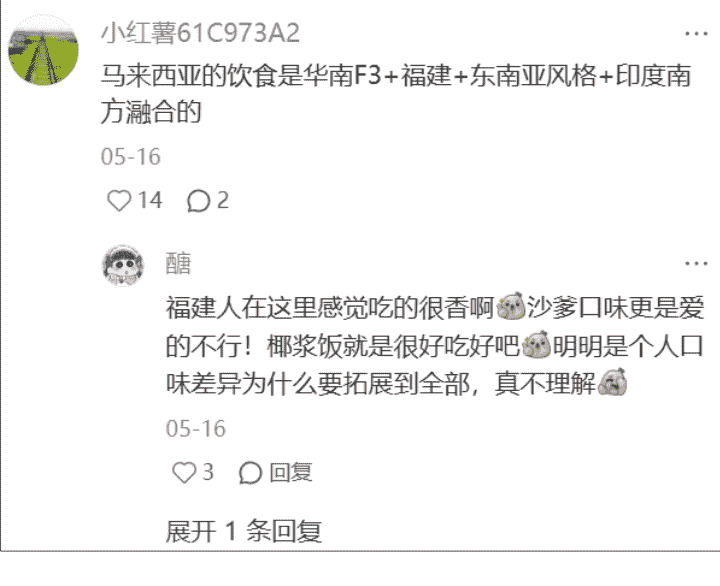 小红薯61C973A2
马来西亚的饮食是华南F3+福建+东南亚风格+印度南
方瀜合的
05-16
14 2
醣
福建人在这里感觉吃的很香啊沙爹口味更是爱
的不行！椰浆饭就是很好吃好吧明明是个人口
味差异为什么要拓展到全部，真不理解
05-16
3 回复
展开 1 条回复